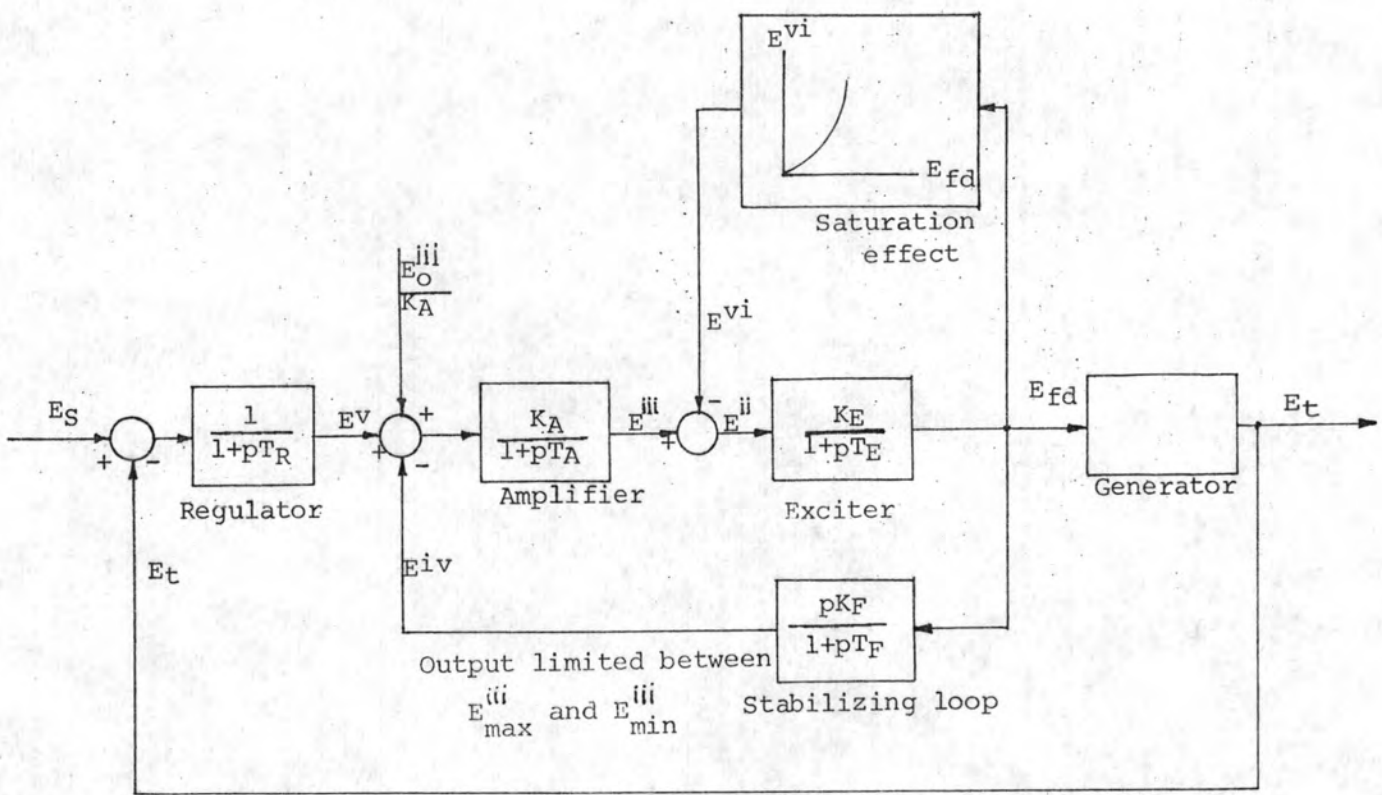 E^vi
E_fd
Saturation
effect
E_o^iii
K_A
E^vi
E_S
+
-
1
1+pT_R
Regulator
E^v
+
+
-
K_A
1+pT_A
Amplifier
E^iii
+
-
E^ii
K_E
1+pT_E
Exciter
E_fd
Generator
E_t
E_t
E^iv
pK_F
1+pT_F
Stabilizing loop
Output limited between
E_max^iii and E_min^iii